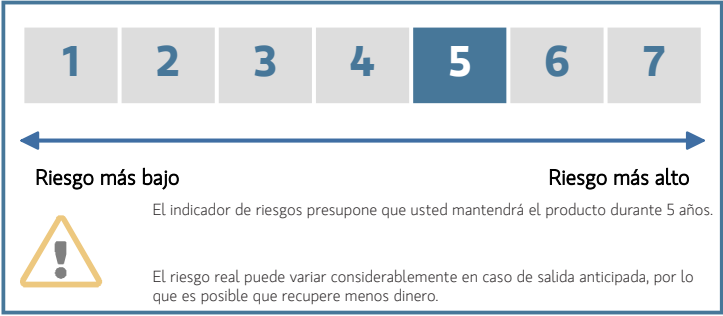 1 2 3 4 5 6 7
Riesgo más bajo Riesgo más alto
El indicador de riesgos presupone que usted mantendrá el producto durante 5 años.
El riesgo real puede variar considerablemente en caso de salida anticipada, por lo
que es posible que recupere menos dinero.